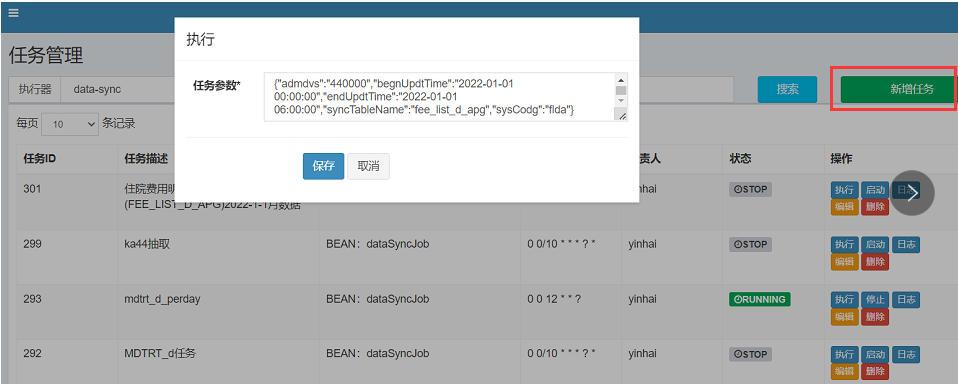 执行
任务管理
任务参数*
{"admdvs":"440000","begnUpdtTime":"2022-01-01
00:00:00","endUpdtTime":"2022-01-01
06:00:00","syncTableName":"fee_list_d_apg","sysCodg":"flda"}
保存 取消
执行器 data-sync 搜索 新增任务
每页 10 条记录
任务ID 任务描述 责人 状态 操作
301 住院费用明 inhai STOP 执行 启动 日志
(FEE_LIST_D_APG)2022-1-1月数据 编辑 删除
299 ka44抽取 BEAN：dataSyncJob 0 0/10 * * * ? * yinhai STOP 执行 启动 日志
编辑 删除
293 mdtrt_d_perday BEAN：dataSyncJob 0 0 12 * * ? yinhai RUNNING 执行 停止 日志
编辑 删除
292 MDTRT_d任务 BEAN：dataSyncJob 0 0/10 * * * ? * yinhai STOP 执行 启动 日志
编辑 删除